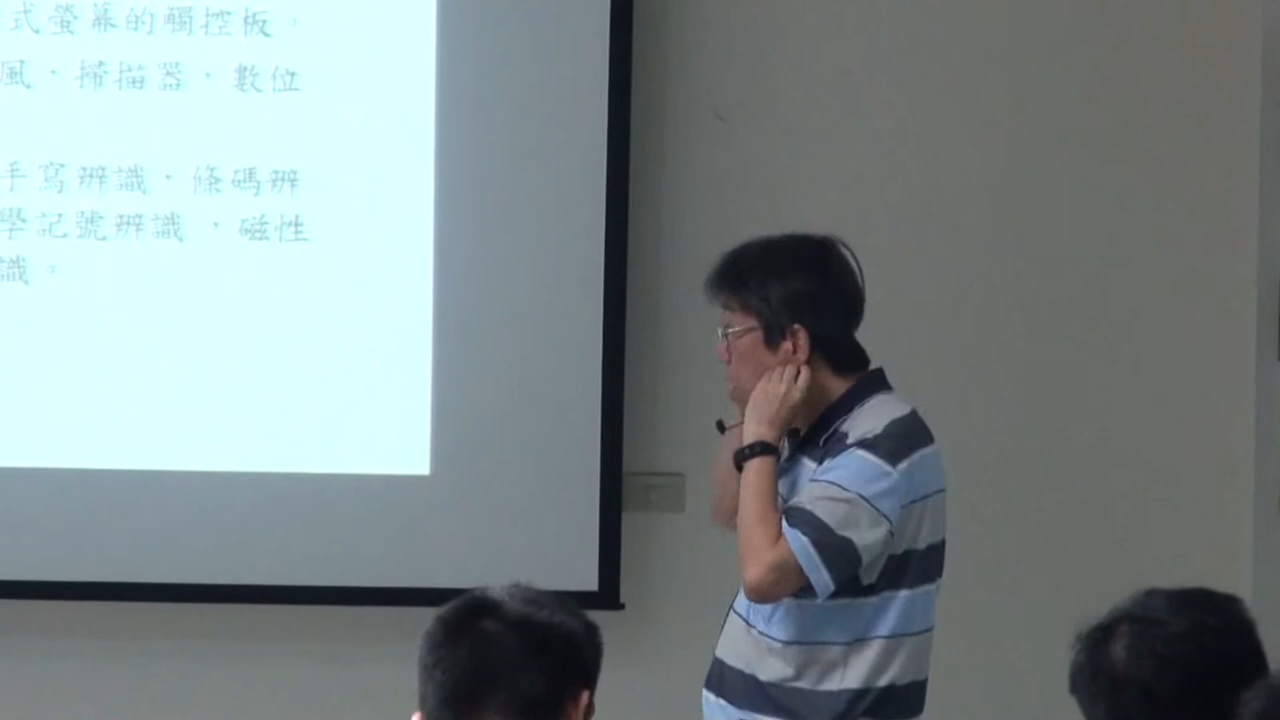 式螢幕的觸控板。
風、掃描器、數位
手寫辨識、條碼辨
學記號辨識、磁性
識。